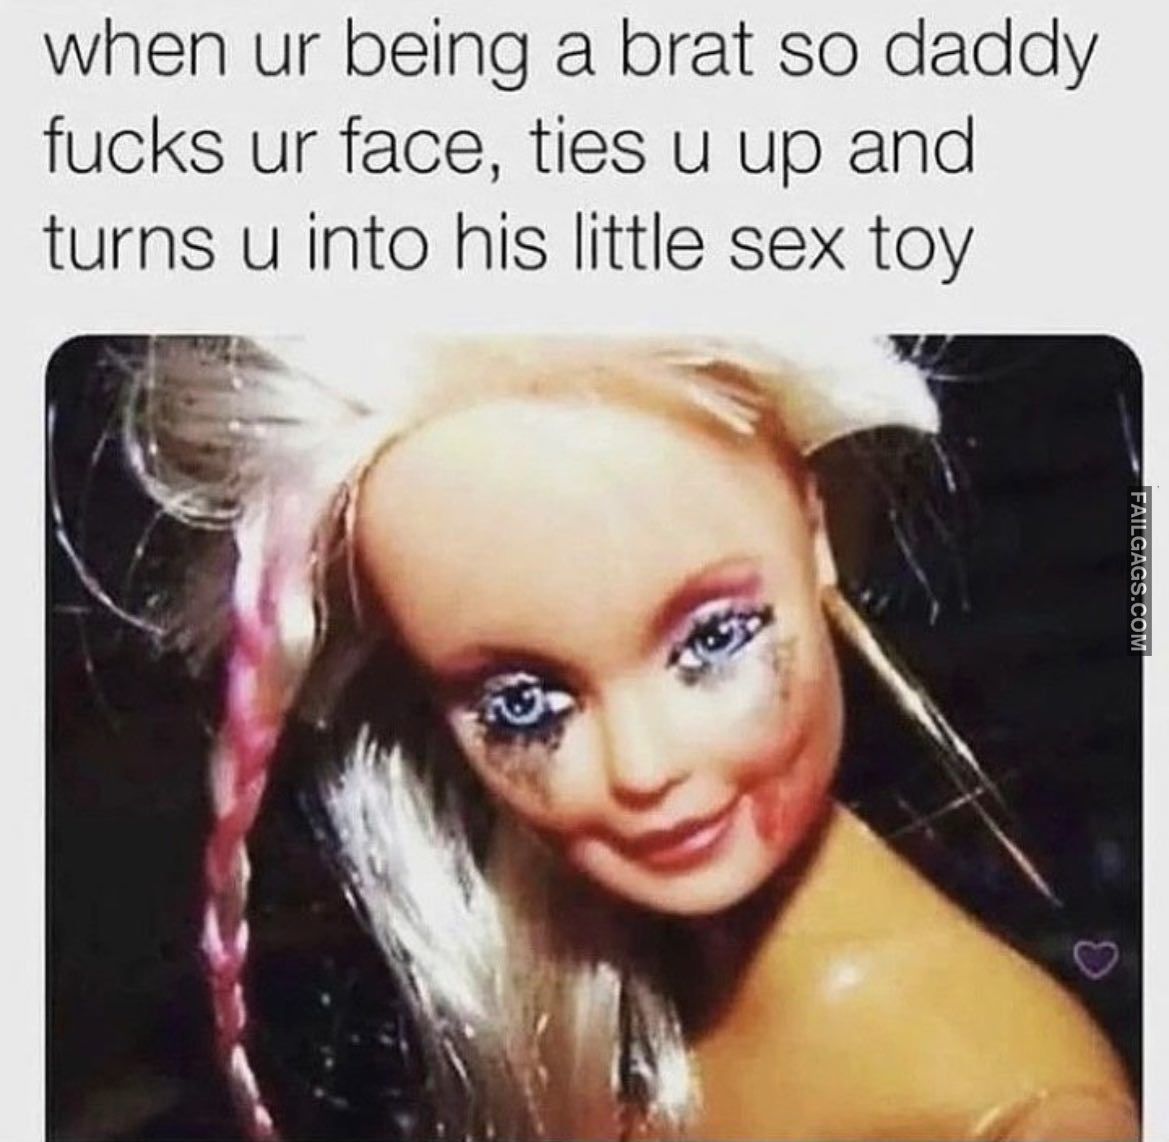 when ur being a brat so daddy
fucks ur face, ties u up and
turns u into his little sex toy
FAILGAGS.COM